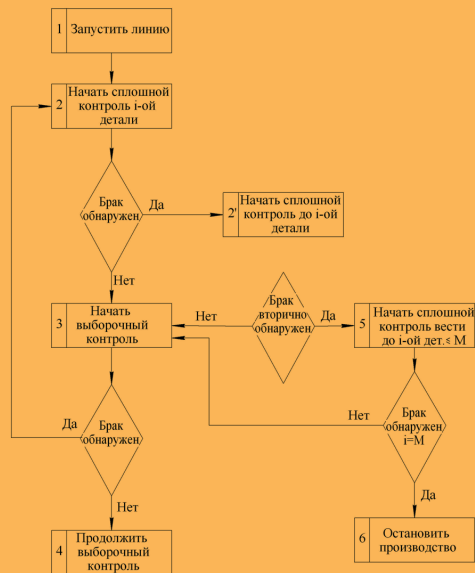 1 Запустить линию
2 Начать сплошной
контроль i-ой
детали
Брак
обнаружен
Да
2' Начать сплошной
контроль до i-ой
детали
Нет
3 Начать
выборочный
контроль
Нет
Брак
вторично
обнаружен
Да
5 Начать сплошной
контроль вести
до i-ой дет.≤ М
Да
Брак
обнаружен
Нет
Нет
Брак
обнаружен
i=М
Да
4 Продолжить
выборочный
контроль
6 Остановить
производство